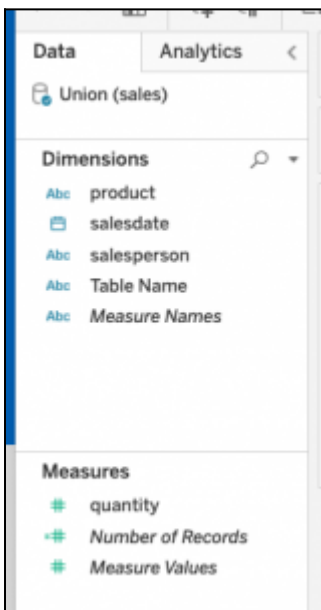 Data
Analytics
Union (sales)
Dimensions
Abc product
salesdate
Abc salesperson
Abc Table Name
Abc Measure Names
Measures
# quantity
=# Number of Records
# Measure Values